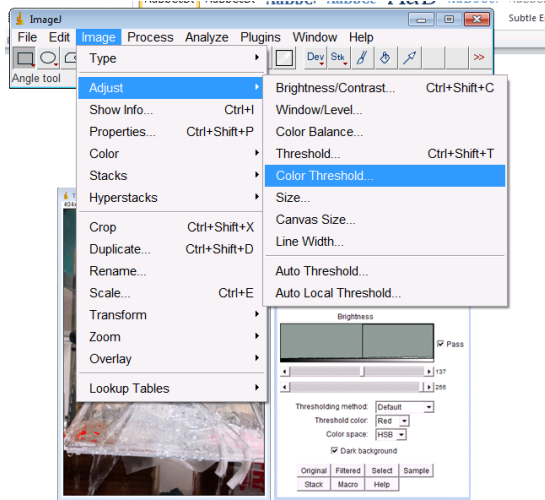 ImageJ
Subtle E
File Edit Image Process Analyze Plugins Window Help
Dev Stk >>
Angle tool
Type
Adjust
Show Info... Ctrl+I
Properties... Ctrl+Shift+P
Color
Stacks
Hyperstacks
Crop Ctrl+Shift+X
Duplicate... Ctrl+Shift+D
Rename...
Scale... Ctrl+E
Transform
Zoom
Overlay
Lookup Tables
Brightness/Contrast... Ctrl+Shift+C
Window/Level...
Color Balance...
Threshold... Ctrl+Shift+T
Color Threshold...
Size...
Canvas Size...
Line Width...
Auto Threshold...
Auto Local Threshold...
Brightness
Pass
137
255
Thresholding method: Default
Threshold color: Red
Color space: HSB
Dark background
Original Filtered Select Sample
Stack Macro Help